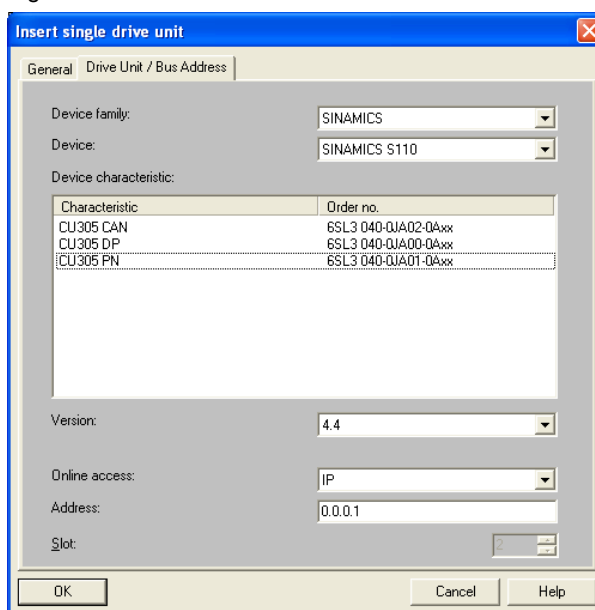 Insert single drive unit
General Drive Unit / Bus Address
Device family: SINAMICS
Device: SINAMICS S110
Device characteristic:
Characteristic Order no.
CU305 CAN 6SL3 040-0JA02-0Axx
CU305 DP 6SL3 040-0JA00-0Axx
CU305 PN 6SL3 040-0JA01-0Axx
Version: 4.4
Online access: IP
Address: 0.0.0.1
Slot: 2
OK Cancel Help